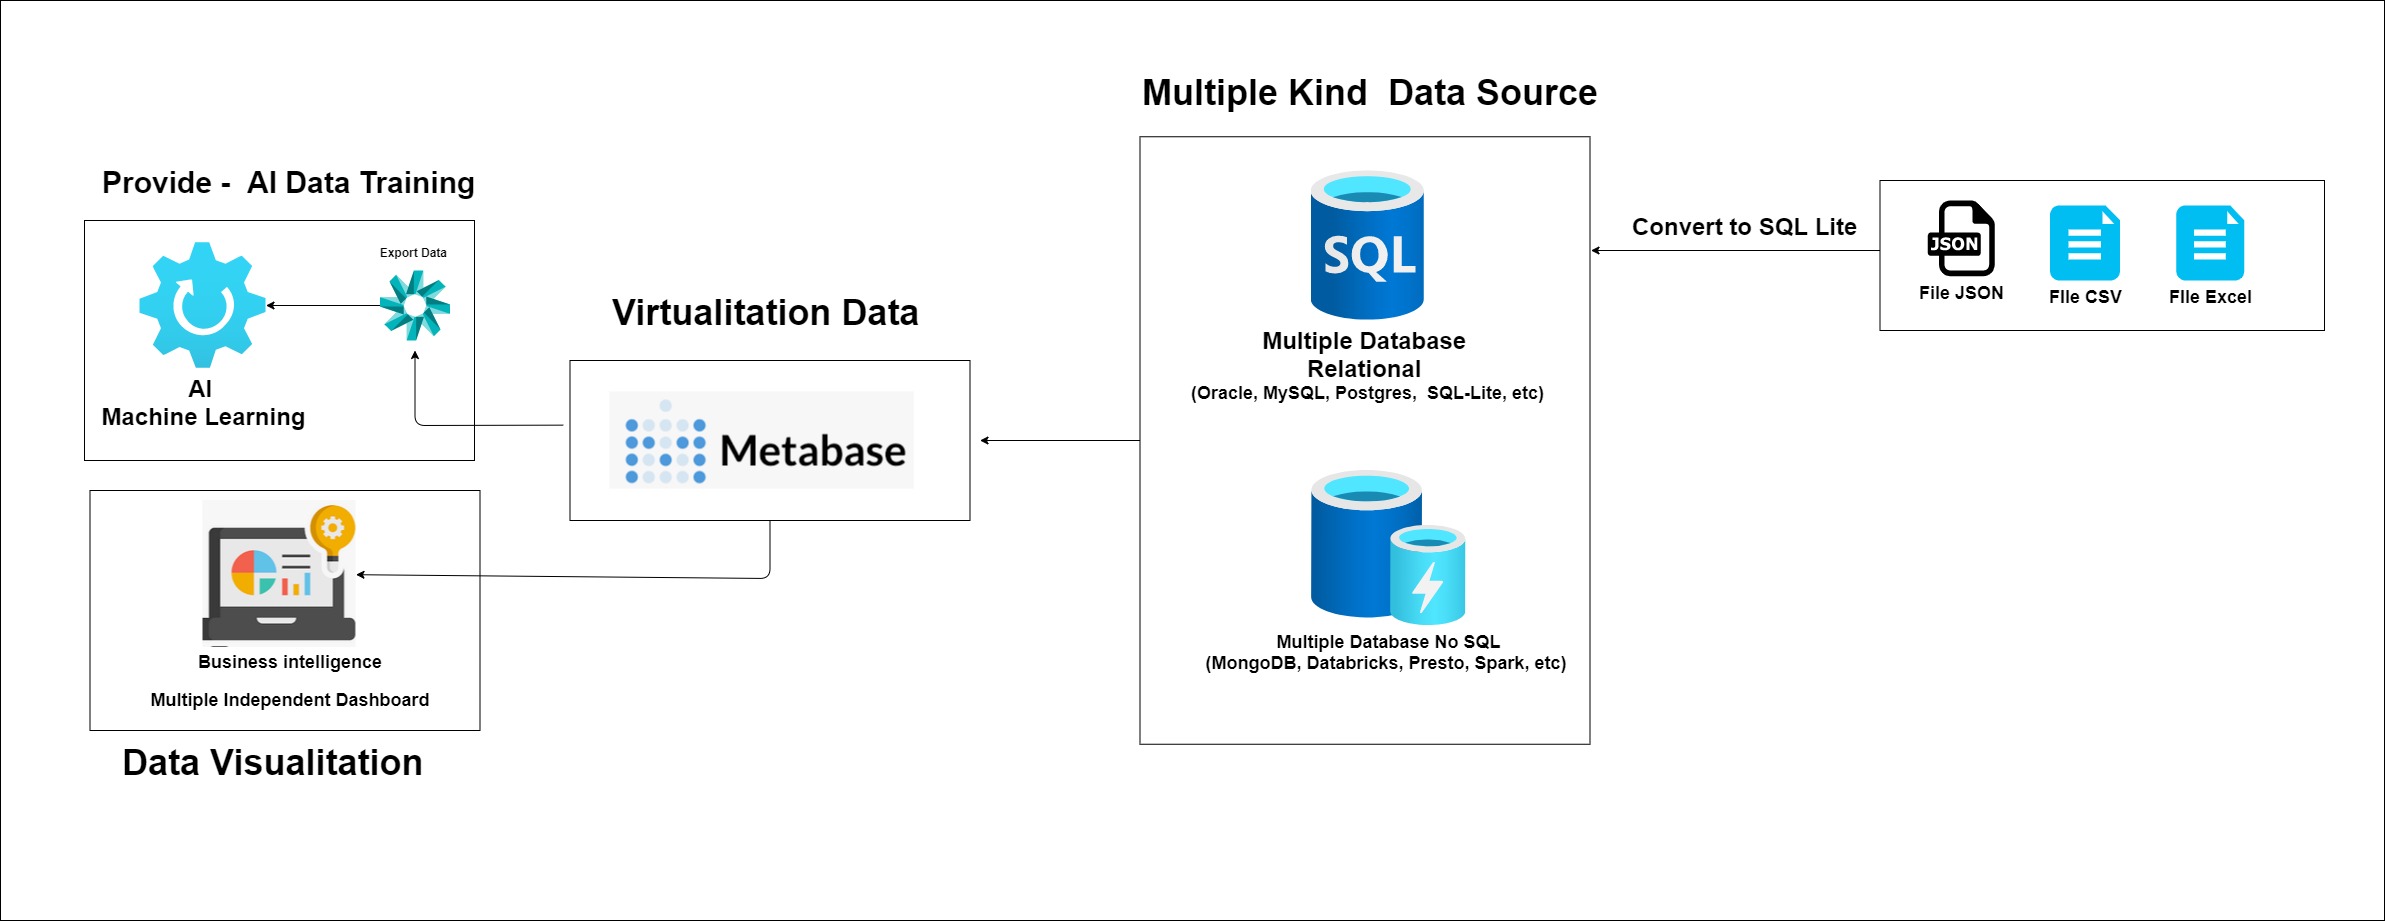 Multiple Kind  Data Source
Provide -  AI Data Training
Export Data
AI
Machine Learning
Virtualitation Data
Metabase
SQL
Multiple Database
Relational
(Oracle, MySQL, Postgres,  SQL-Lite, etc)
Convert to SQL Lite
JSON
File JSON
FIle CSV
FIle Excel
Multiple Database No SQL
(MongoDB, Databricks, Presto, Spark, etc)
Business intelligence
Multiple Independent Dashboard
Data Visualitation